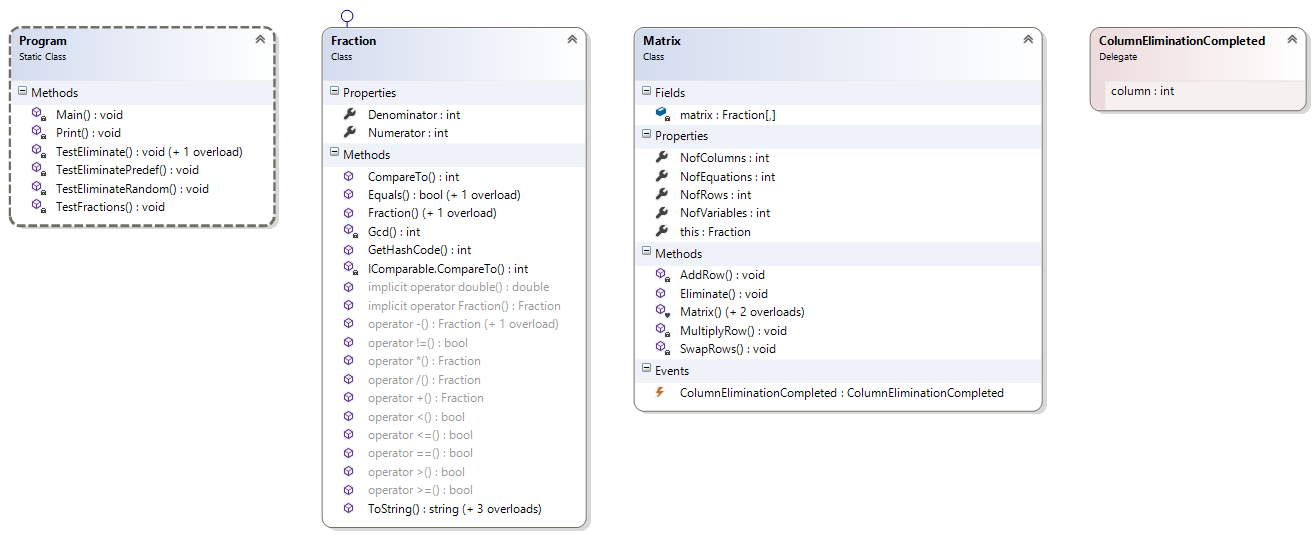 Program
Static Class
Methods
Main() : void
Print() : void
TestEliminate() : void (+ 1 overload)
TestEliminatePredef() : void
TestEliminateRandom() : void
TestFractions() : void
Fraction
Class
Properties
Denominator : int
Numerator : int
Methods
CompareTo() : int
Equals() : bool (+ 1 overload)
Fraction() (+ 1 overload)
Gcd() : int
GetHashCode() : int
IComparable.CompareTo() : int
implicit operator double() : double
implicit operator Fraction() : Fraction
operator -() : Fraction (+ 1 overload)
operator !=() : bool
operator *() : Fraction
operator /() : Fraction
operator +() : Fraction
operator <() : bool
operator <=() : bool
operator ==() : bool
operator >() : bool
operator >=() : bool
ToString() : string (+ 3 overloads)
Matrix
Class
Fields
matrix : Fraction[,]
Properties
NofColumns : int
NofEquations : int
NofRows : int
NofVariables : int
this : Fraction
Methods
AddRow() : void
Eliminate() : void
Matrix() (+ 2 overloads)
MultiplyRow() : void
SwapRows() : void
Events
ColumnEliminationCompleted : ColumnEliminationCompleted
ColumnEliminationCompleted
Delegate
column : int